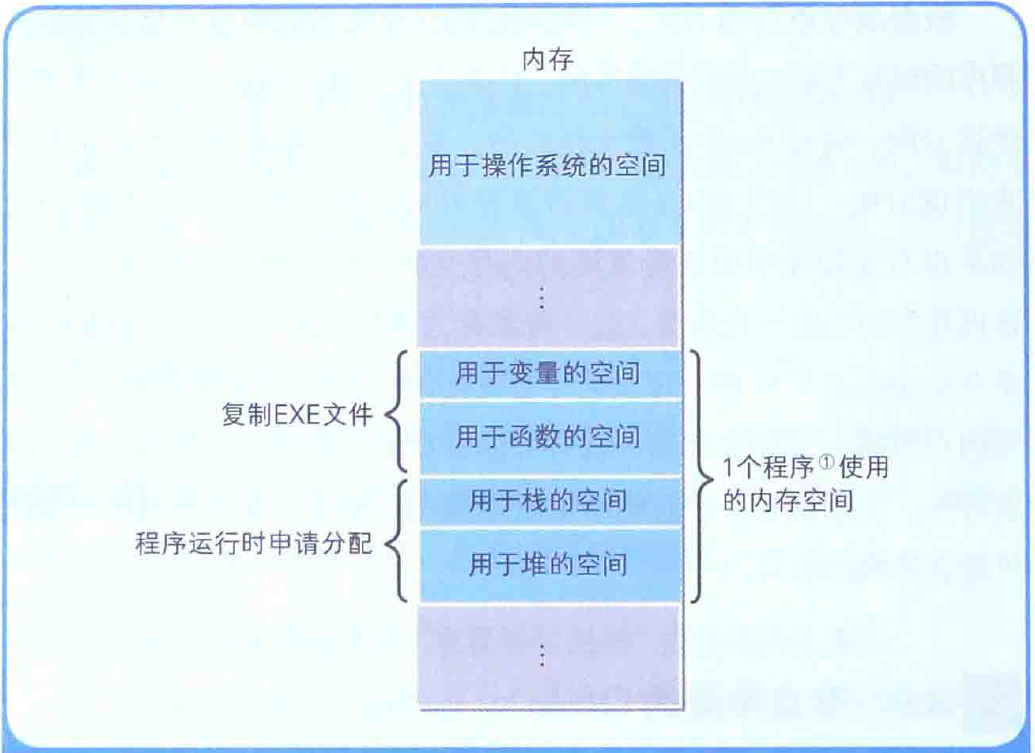 内存
用于操作系统的空间
⋮
用于变量的空间
复制EXE文件
用于函数的空间
1个程序①使用
的内存空间
用于栈的空间
程序运行时申请分配
用于堆的空间
⋮